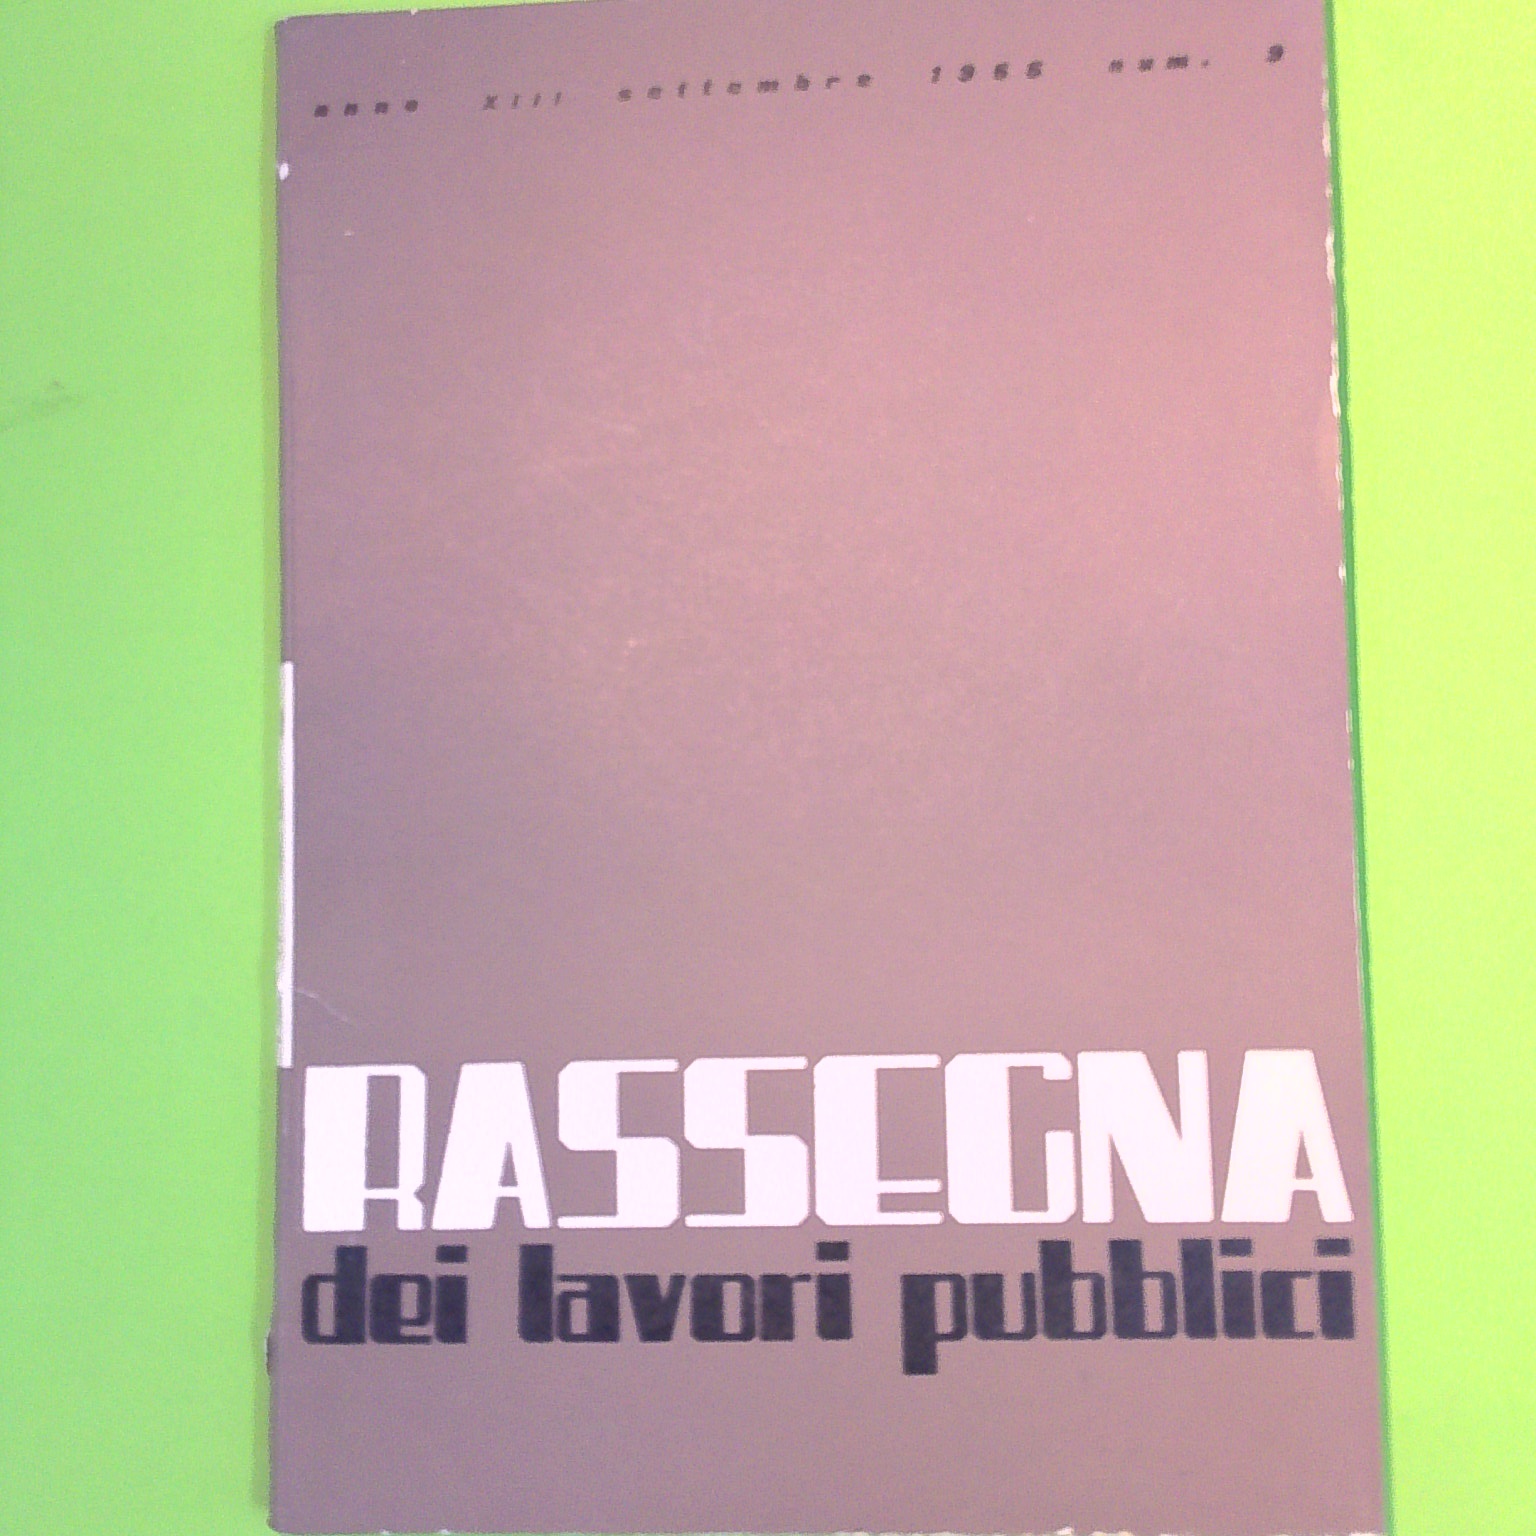 anno XIII settembre 1966 num. 9
RASSEGNA
dei lavori pubblici